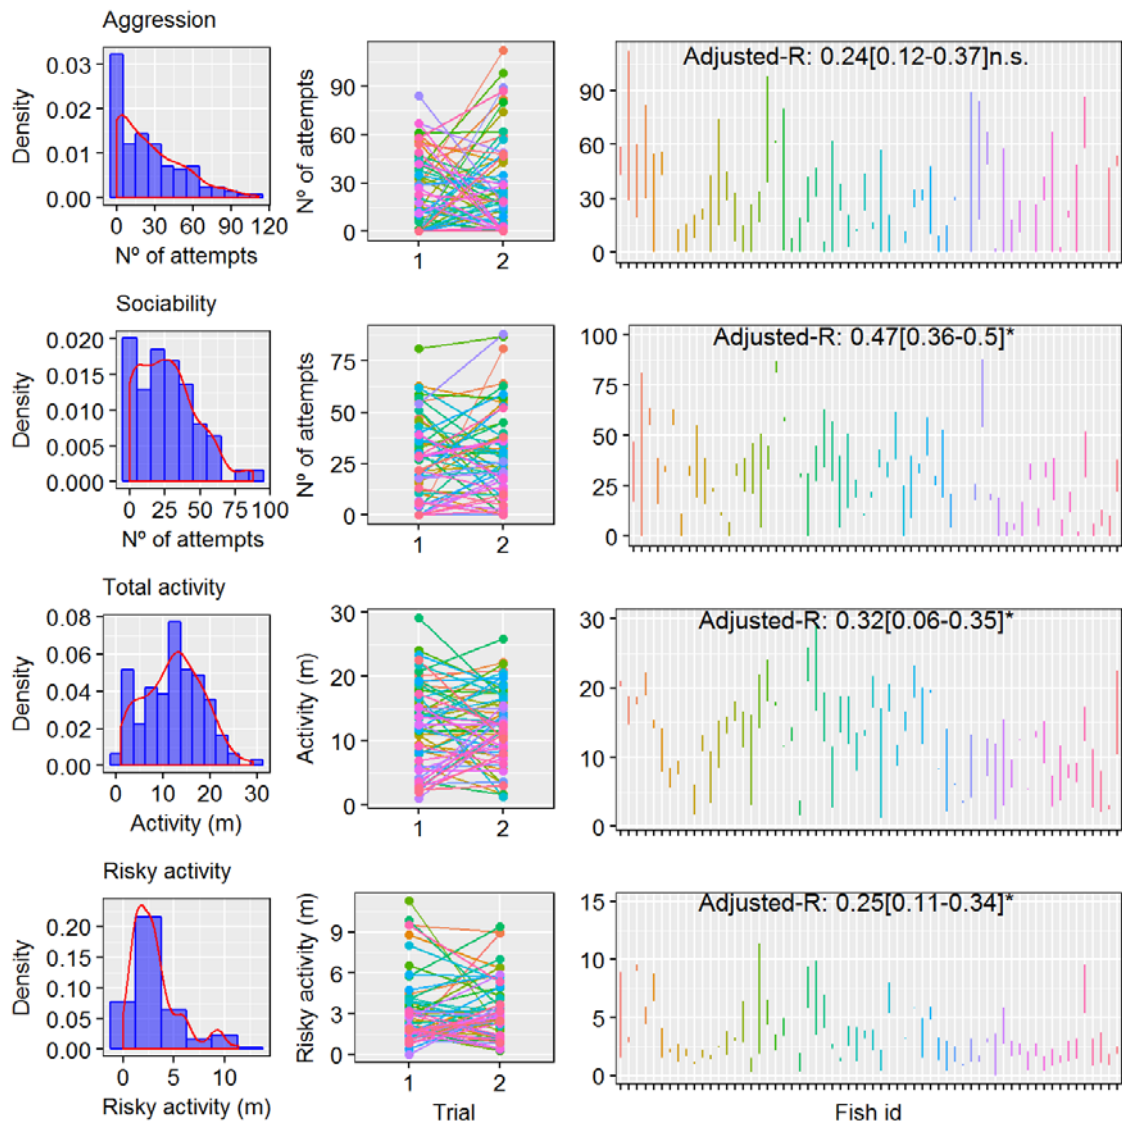 Aggression
Density
0.03
0.02
0.01
0.00
0 30 60 90 120
Nº of attempts
Nº of attempts
90
60
30
0
1 2
Adjusted-R: 0.24[0.12-0.37]n.s.
90
60
30
0
Sociability
Density
0.020
0.015
0.010
0.005
0.000
0 25 50 75 100
Nº of attempts
Nº of attempts
75
50
25
0
1 2
Adjusted-R: 0.47[0.36-0.5]*
100
75
50
25
0
Total activity
Density
0.08
0.06
0.04
0.02
0.00
0 10 20 30
Activity (m)
Activity (m)
30
20
10
0
1 2
Adjusted-R: 0.32[0.06-0.35]*
30
20
10
0
Risky activity
Density
0.20
0.15
0.10
0.05
0.00
0 5 10
Risky activity (m)
Risky activity (m)
9
6
3
0
1 2
Trial
Adjusted-R: 0.25[0.11-0.34]*
15
10
5
0
Fish id